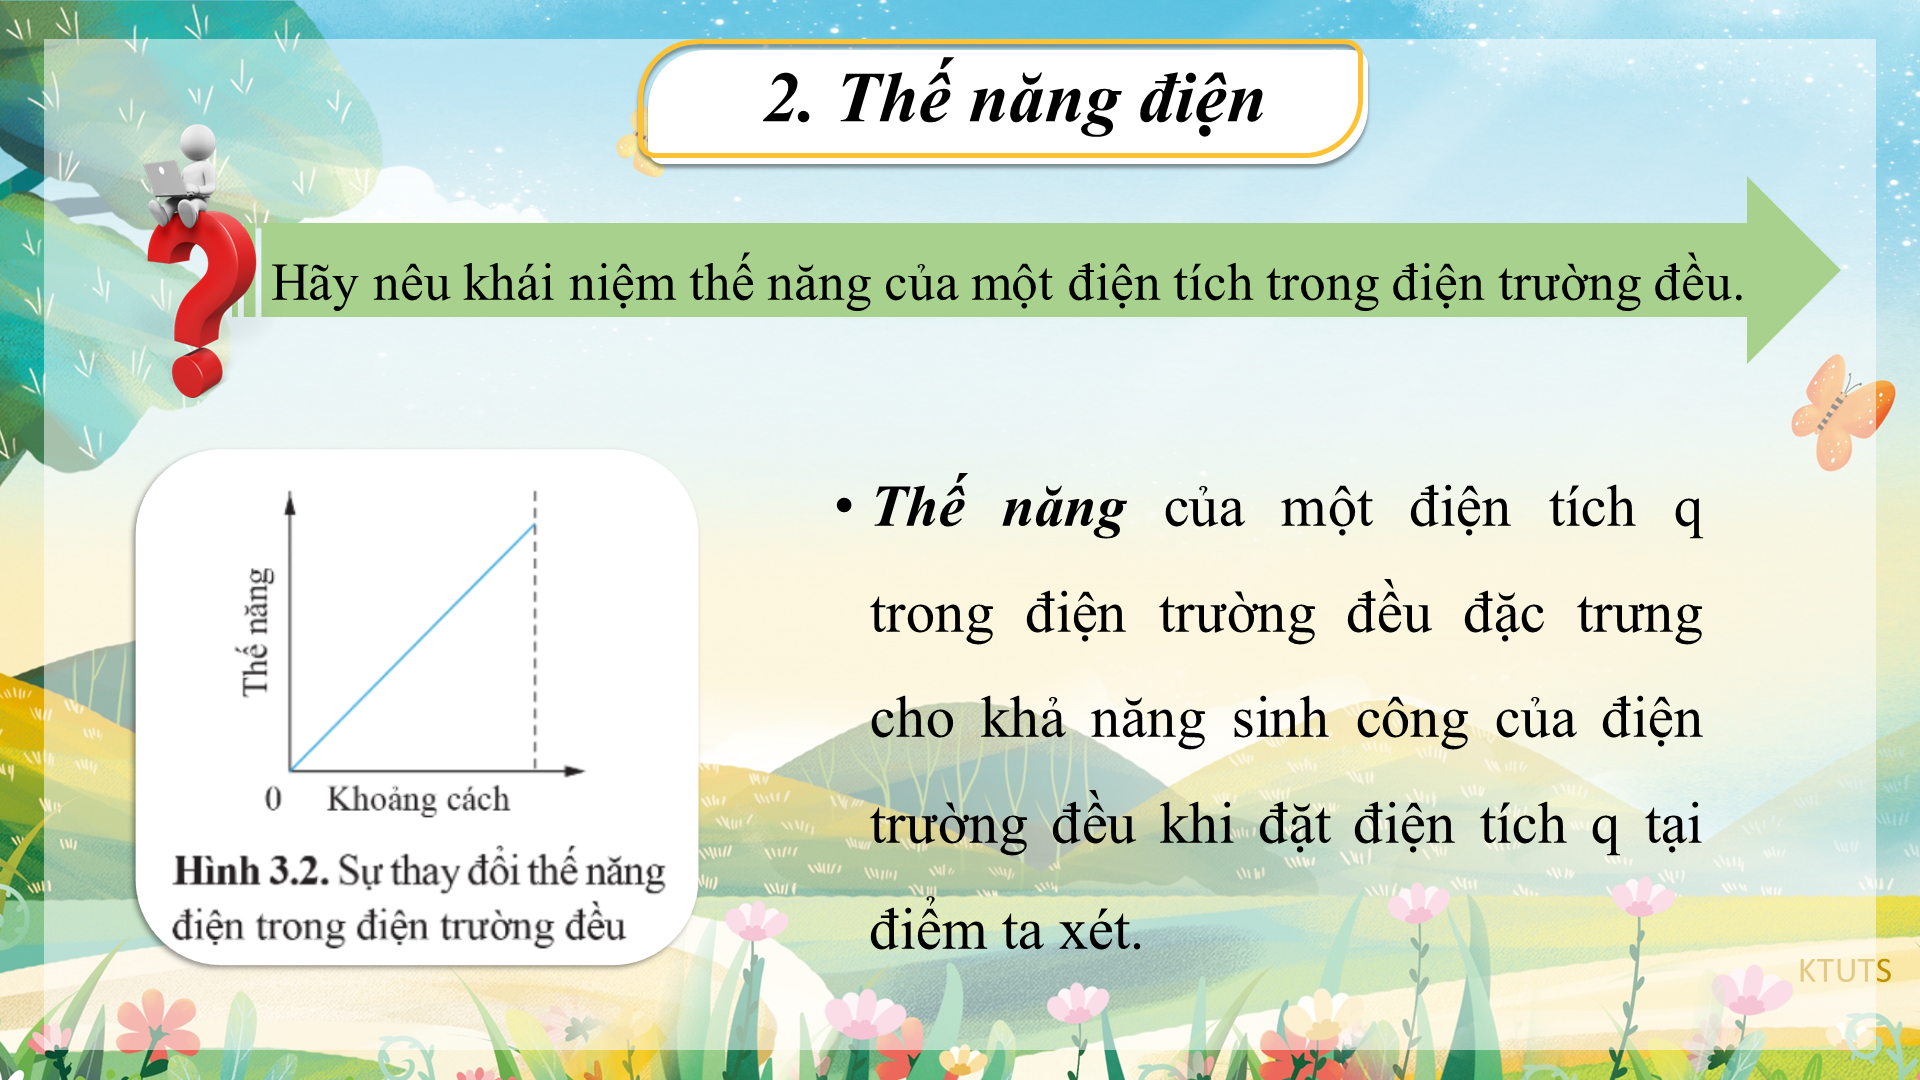 2. Thế năng điện
Hãy nêu khái niệm thế năng của một điện tích trong điện trường đều.
Thế năng
0 Khoảng cách
Hình 3.2. Sự thay đổi thế năng
điện trong điện trường đều
• Thế năng của một điện tích q
trong điện trường đều đặc trưng
cho khả năng sinh công của điện
trường đều khi đặt điện tích q tại
điểm ta xét.
KTUTS